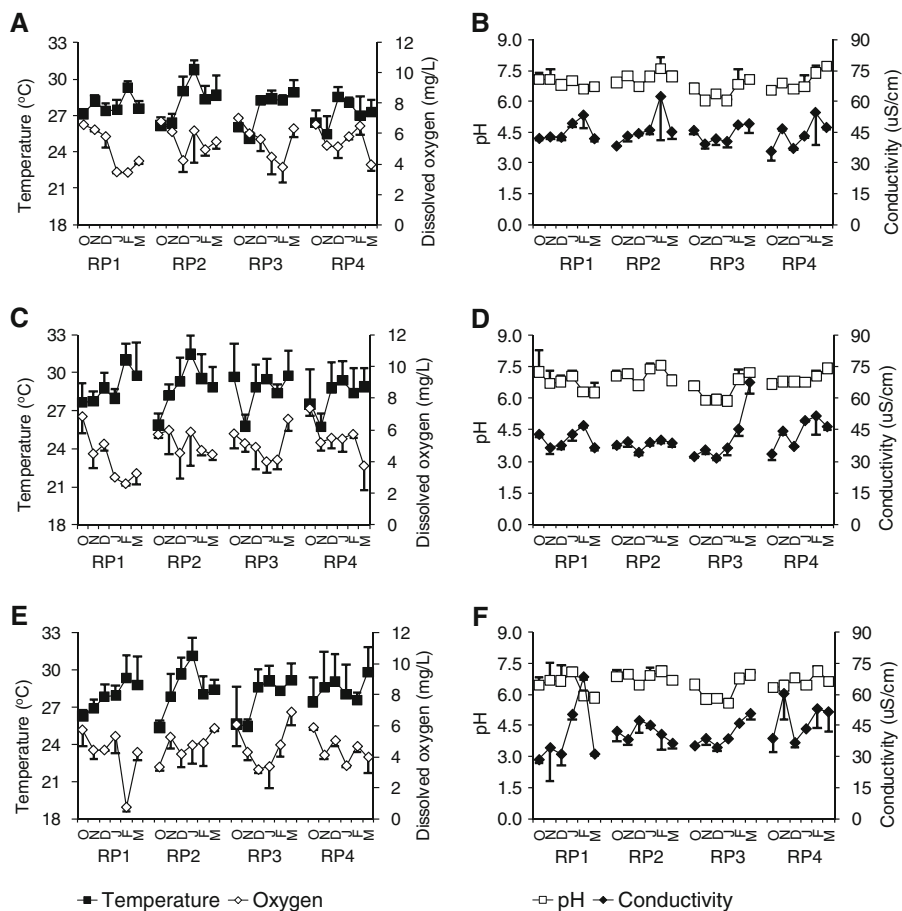 A
B
33
30
27
24
21
18
Temperature (°C)
12
10
8
6
4
2
0
Dissolved oxygen (mg/L)
O N D J F M O N D J F M O N D J F M O N D J F M
RP1 RP2 RP3 RP4
9.0
7.5
6.0
4.5
3.0
1.5
0.0
pH
90
75
60
45
30
15
0
Conductivity (uS/cm)
O N D J F M O N D J F M O N D J F M O N D J F M
RP1 RP2 RP3 RP4
C
D
33
30
27
24
21
18
Temperature (°C)
12
10
8
6
4
2
0
Dissolved oxygen (mg/L)
O N D J F M O N D J F M O N D J F M O N D J F M
RP1 RP2 RP3 RP4
9.0
7.5
6.0
4.5
3.0
1.5
0.0
pH
90
75
60
45
30
15
0
Conductivity (uS/cm)
O N D J F M O N D J F M O N D J F M O N D J F M
RP1 RP2 RP3 RP4
E
F
33
30
27
24
21
18
Temperature (°C)
12
10
8
6
4
2
0
Dissolved oxygen (mg/L)
O N D J F M O N D J F M O N D J F M O N D J F M
RP1 RP2 RP3 RP4
9.0
7.5
6.0
4.5
3.0
1.5
0.0
pH
90
75
60
45
30
15
0
Conductivity (uS/cm)
O N D J F M O N D J F M O N D J F M O N D J F M
RP1 RP2 RP3 RP4
Temperature Oxygen
pH Conductivity